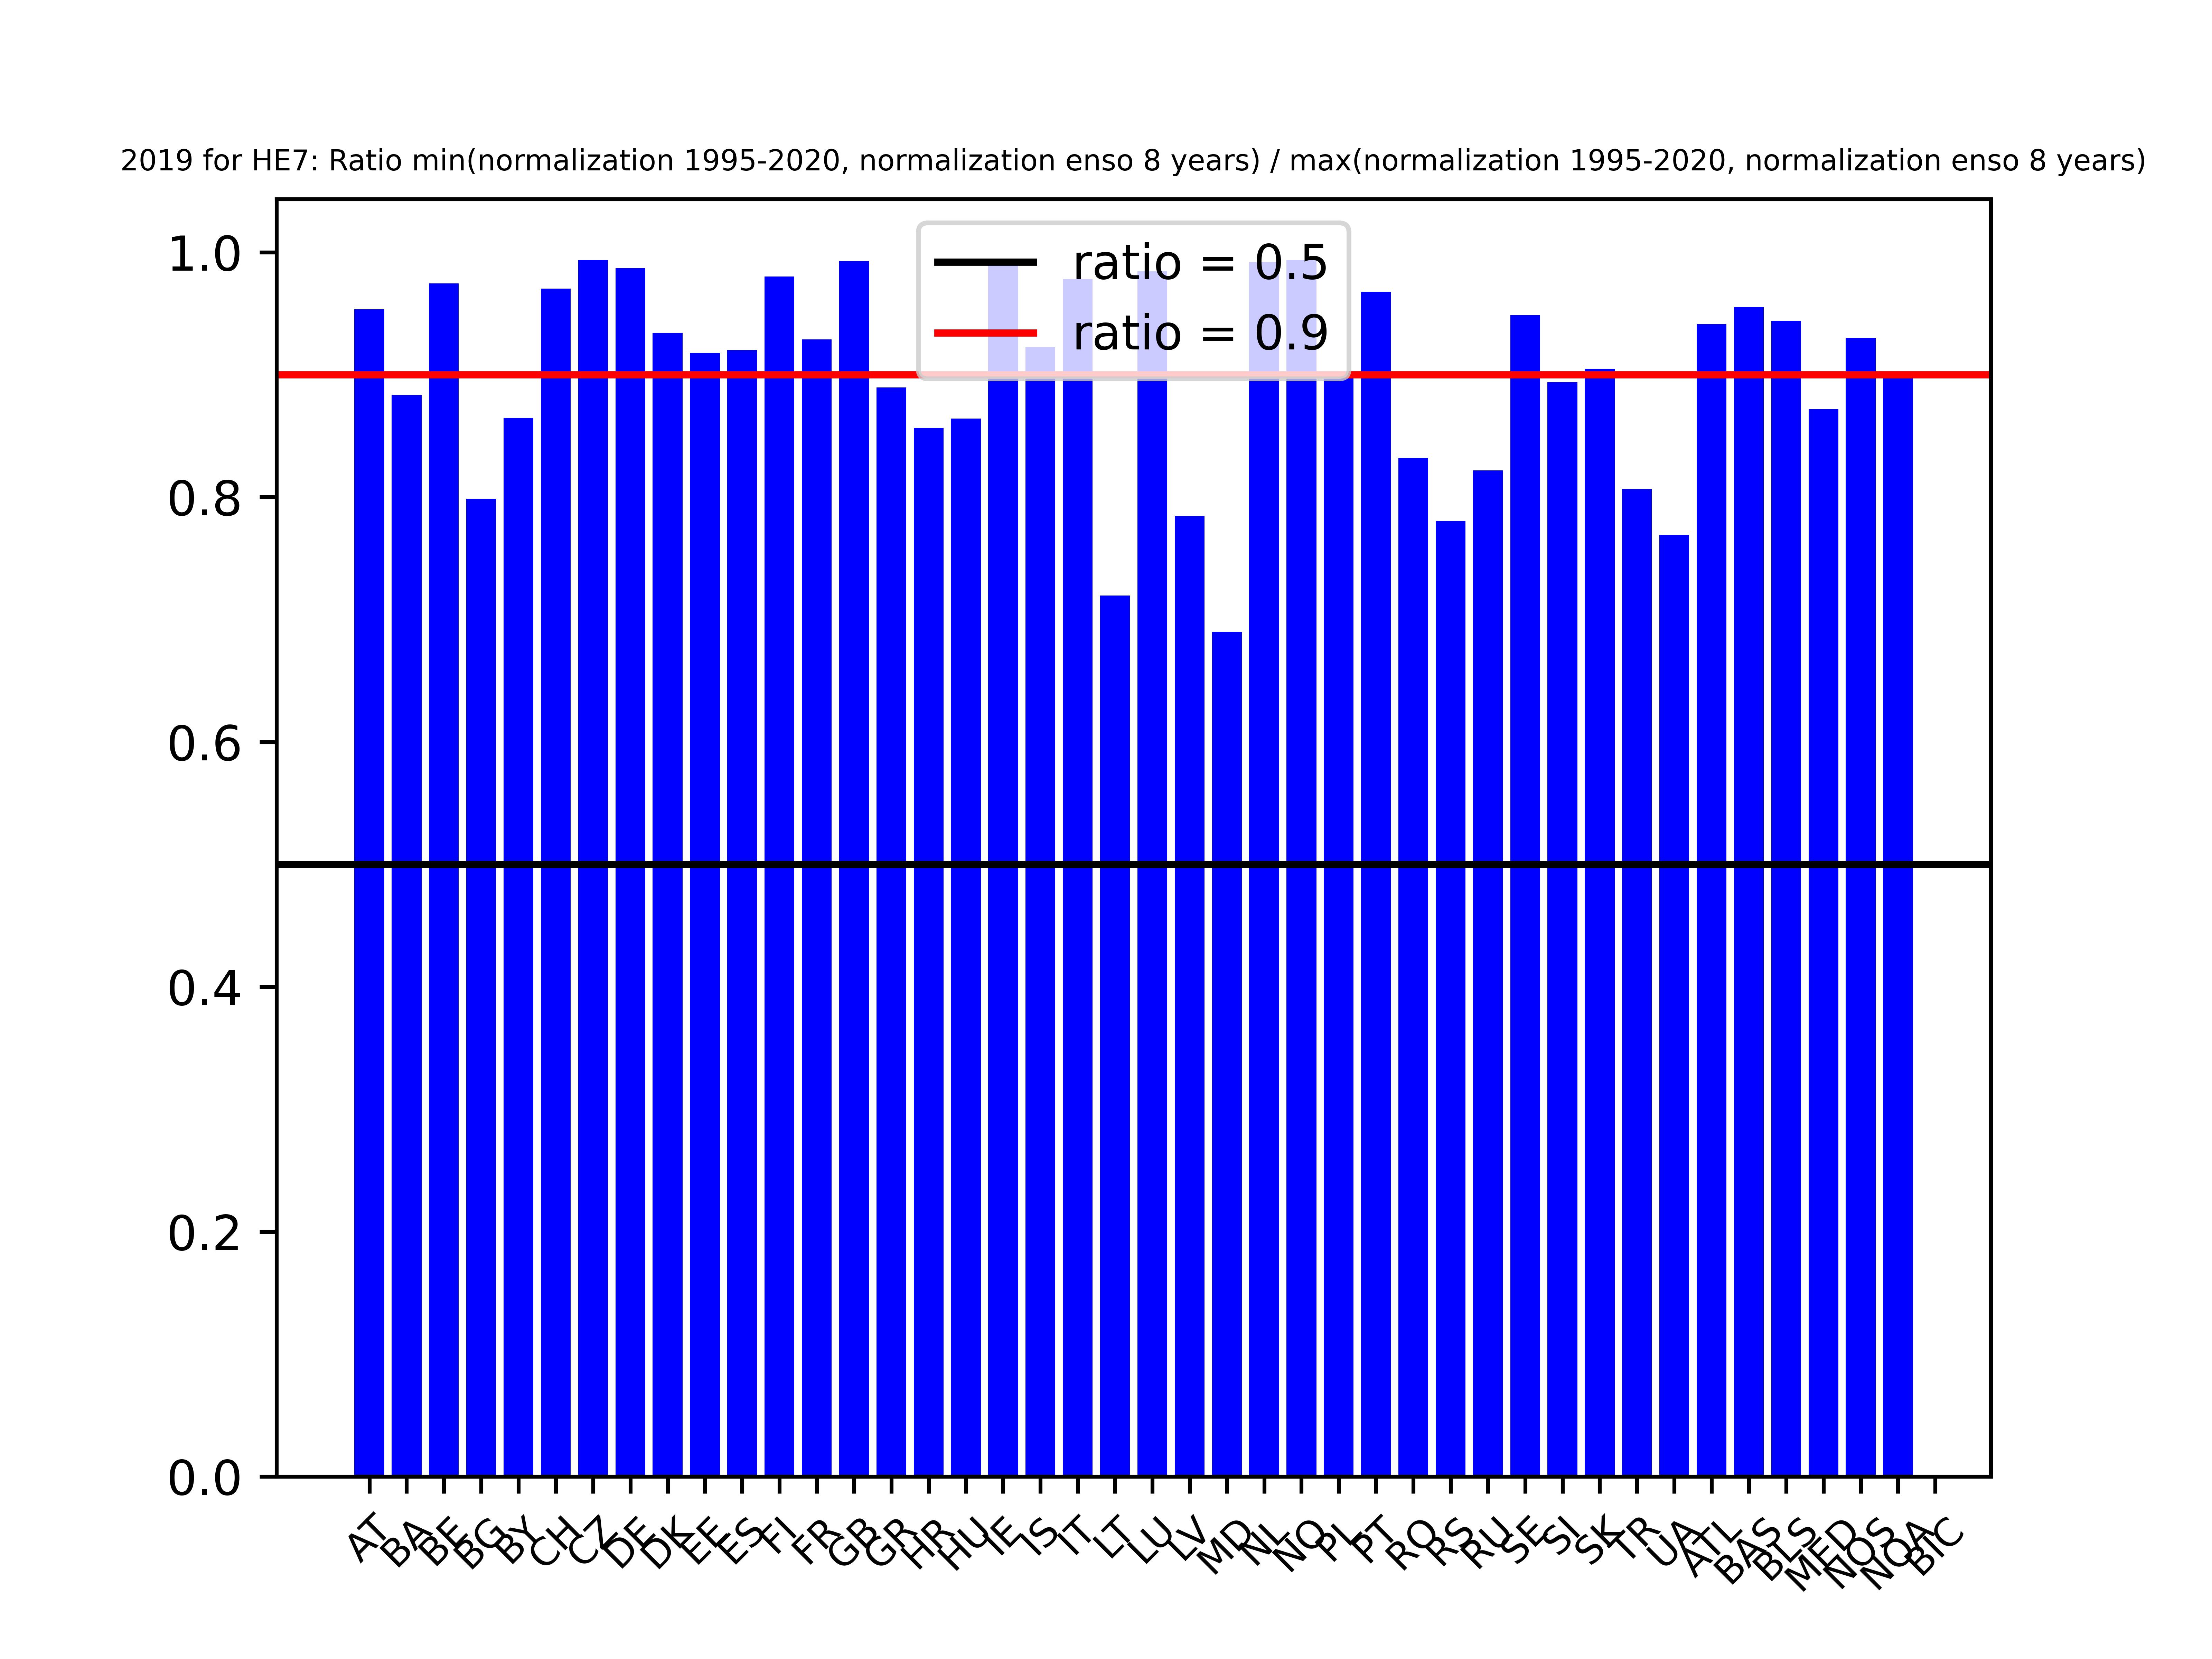 2019 for HE7: Ratio min(normalization 1995-2020, normalization enso 8 years) / max(normalization 1995-2020, normalization enso 8 years)
ratio = 0.5
ratio = 0.9
1.0
0.8
0.6
0.4
0.2
0.0
AT BA BE BG BY CH CZ DE DK EE ES FI FR GB GR HR HU IE IS IT LT LU LV MD NL NO PL PT RO RS RU SE SI SK TR UA ATL BAS BLS MED NOS NOA BIC